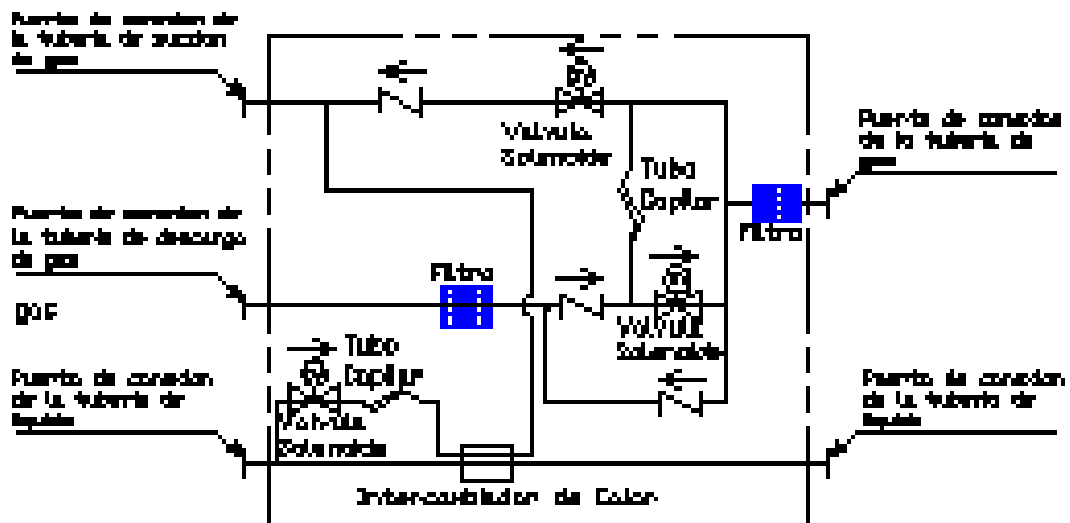 Puerto de conexion de
la tuberia de succion
de gas
Valvula
Solenoide
Tubo
Capilar
Puerto de conexion
de la tuberia de
gas
Filtro
Puerto de conexion de
la tuberia de descarga
de gas
gas
Filtro
Valvula
Solenoide
Tubo
Capilar
Valvula
Solenoide
Puerto de conexion
de la tuberia de
liquido
Puerto de conexion
de la tuberia de
liquido
Intercambiador de Calor